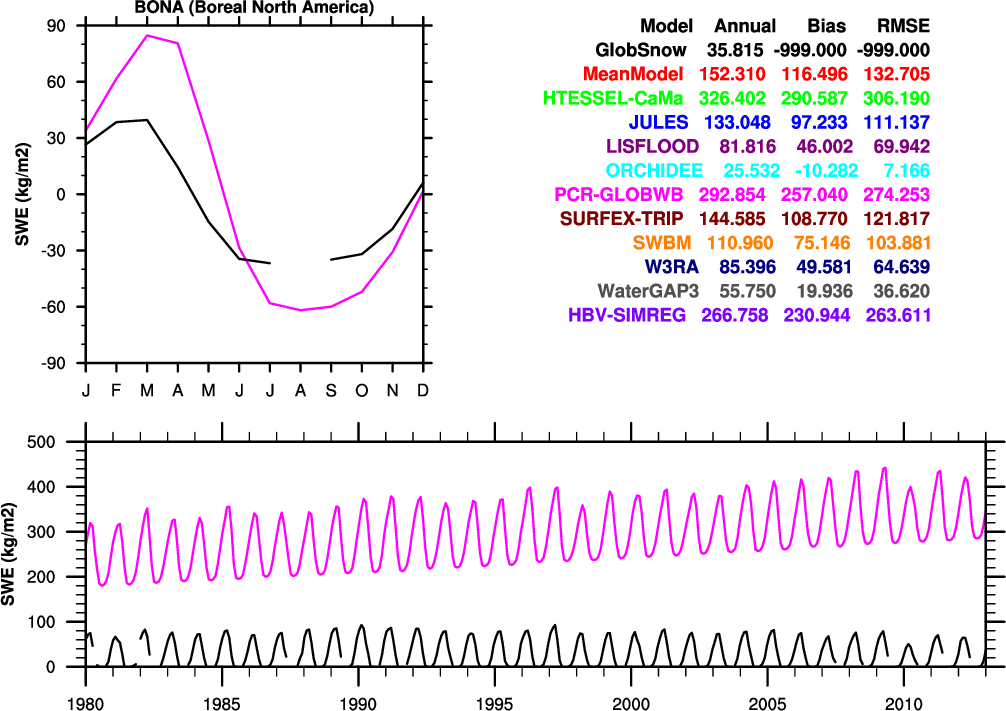 BONA (Boreal North America)
90
60
30
0
-30
-60
-90
SWE (kg/m2)
J F M A M J J A S O N D
Model Annual Bias RMSE
GlobSnow 35.815 -999.000 -999.000
MeanModel 152.310 116.496 132.705
HTESSEL-CaMa 326.402 290.587 306.190
JULES 133.048 97.233 111.137
LISFLOOD 81.816 46.002 69.942
ORCHIDEE 25.532 -10.282 7.166
PCR-GLOBWB 292.854 257.040 274.253
SURFEX-TRIP 144.585 108.770 121.817
SWBM 110.960 75.146 103.881
W3RA 85.396 49.581 64.639
WaterGAP3 55.750 19.936 36.620
HBV-SIMREG 266.758 230.944 263.611
500
400
300
200
100
0
SWE (kg/m2)
1980 1985 1990 1995 2000 2005 2010